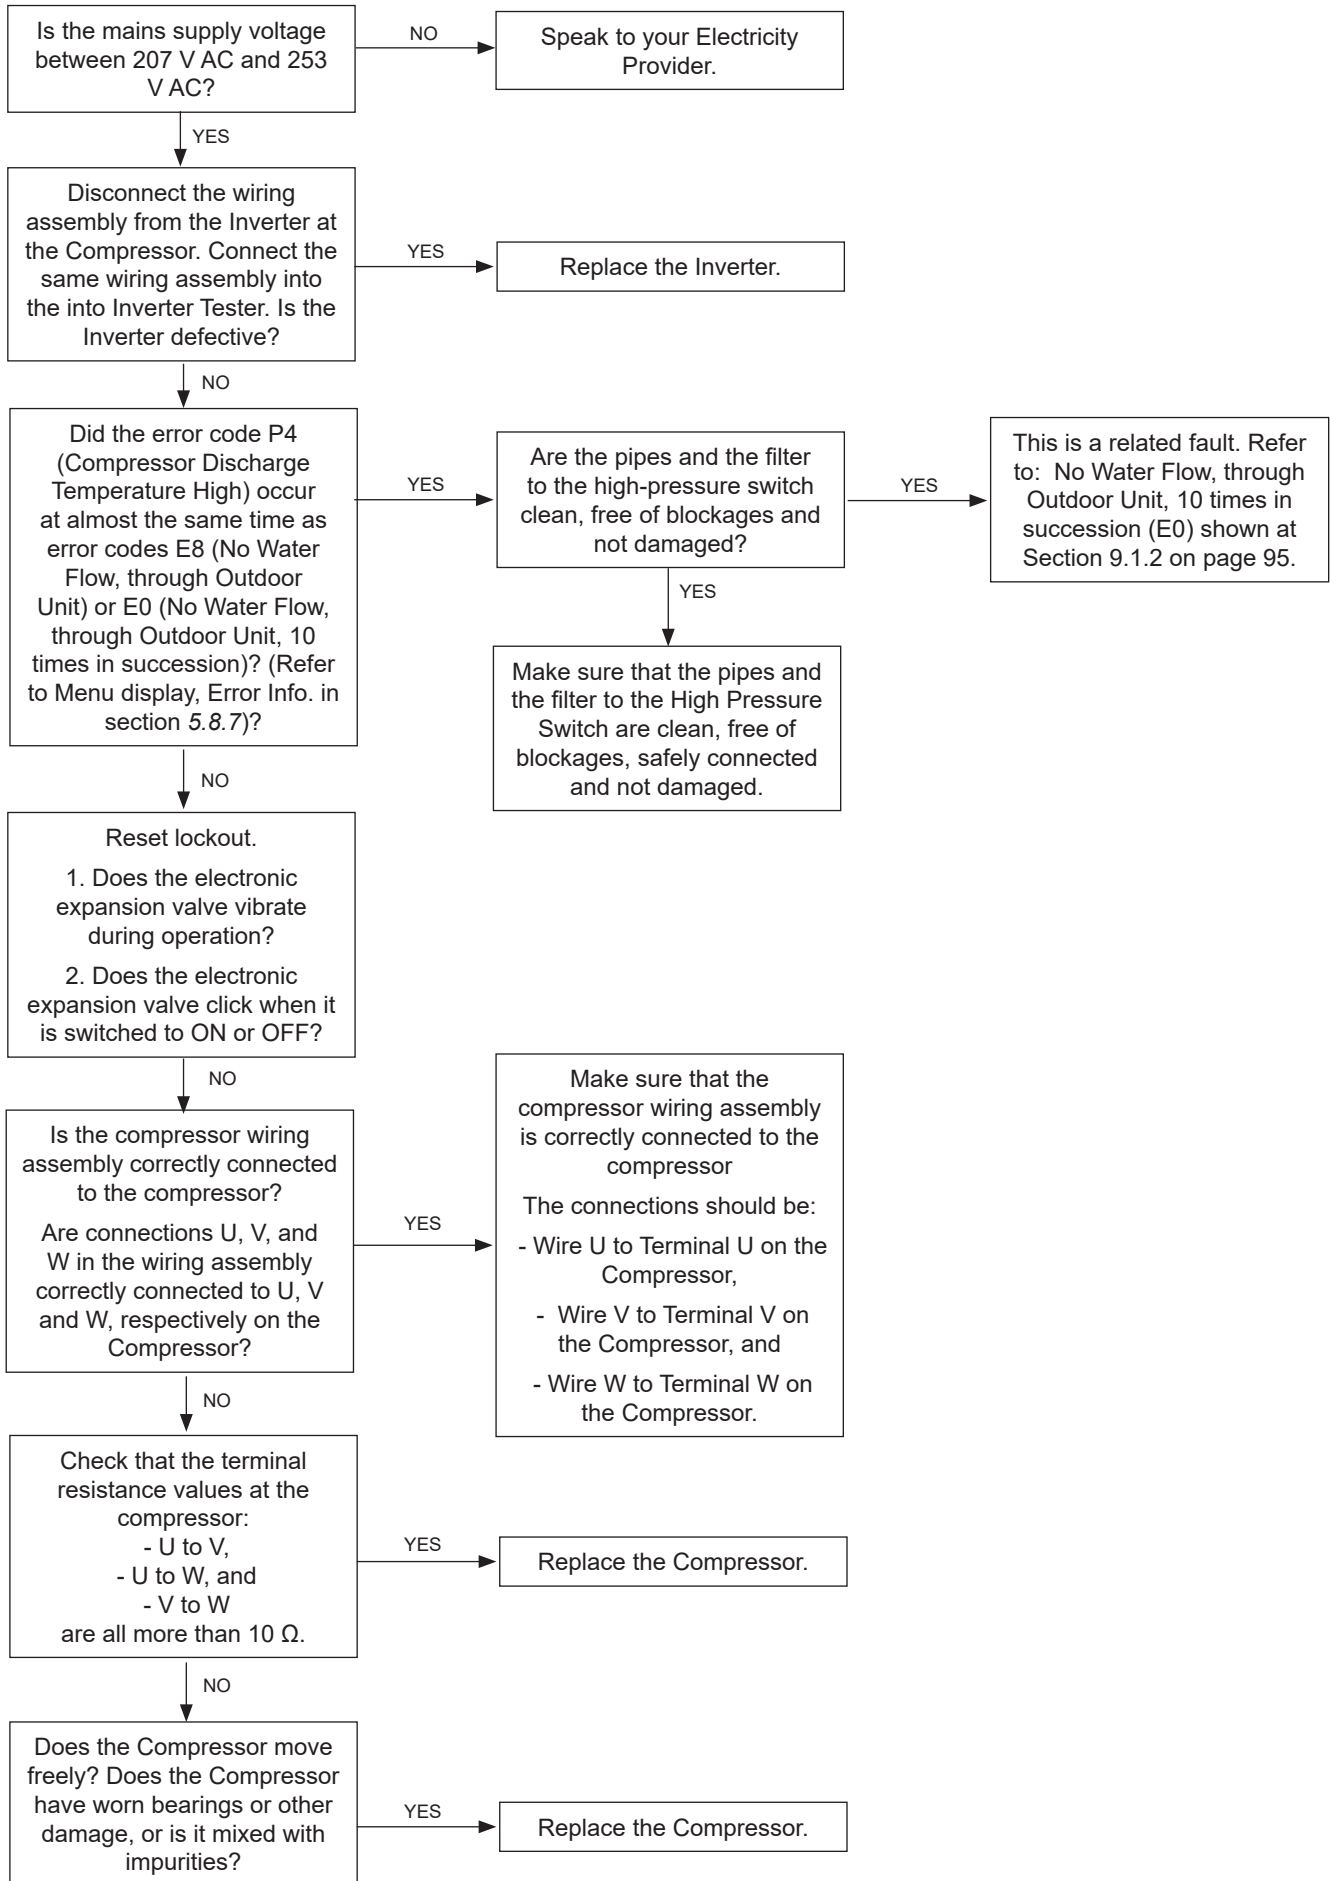 Is the mains supply voltage
between 207 V AC and 253
V AC?
NO
Speak to your Electricity
Provider.
YES
Disconnect the wiring
assembly from the Inverter at
the Compressor. Connect the
same wiring assembly into
the into Inverter Tester. Is the
Inverter defective?
YES
Replace the Inverter.
NO
Did the error code P4
(Compressor Discharge
Temperature High) occur
at almost the same time as
error codes E8 (No Water
Flow, through Outdoor
Unit) or E0 (No Water Flow,
through Outdoor Unit, 10
times in succession)? (Refer
to Menu display, Error Info. in
section 5.8.7)?
YES
Are the pipes and the filter
to the high-pressure switch
clean, free of blockages and
not damaged?
YES
This is a related fault. Refer
to: No Water Flow, through
Outdoor Unit, 10 times in
succession (E0) shown at
Section 9.1.2 on page 95.
YES
Make sure that the pipes and
the filter to the High Pressure
Switch are clean, free of
blockages, safely connected
and not damaged.
NO
Reset lockout.
1. Does the electronic
expansion valve vibrate
during operation?
2. Does the electronic
expansion valve click when it
is switched to ON or OFF?
NO
Is the compressor wiring
assembly correctly connected
to the compressor?
Are connections U, V, and
W in the wiring assembly
correctly connected to U, V
and W, respectively on the
Compressor?
YES
Make sure that the
compressor wiring assembly
is correctly connected to the
compressor
The connections should be:
- Wire U to Terminal U on the
Compressor,
- Wire V to Terminal V on
the Compressor, and
- Wire W to Terminal W on
the Compressor.
NO
Check that the terminal
resistance values at the
compressor:
- U to V,
- U to W, and
- V to W
are all more than 10 Ω.
YES
Replace the Compressor.
NO
Does the Compressor move
freely? Does the Compressor
have worn bearings or other
damage, or is it mixed with
impurities?
YES
Replace the Compressor.